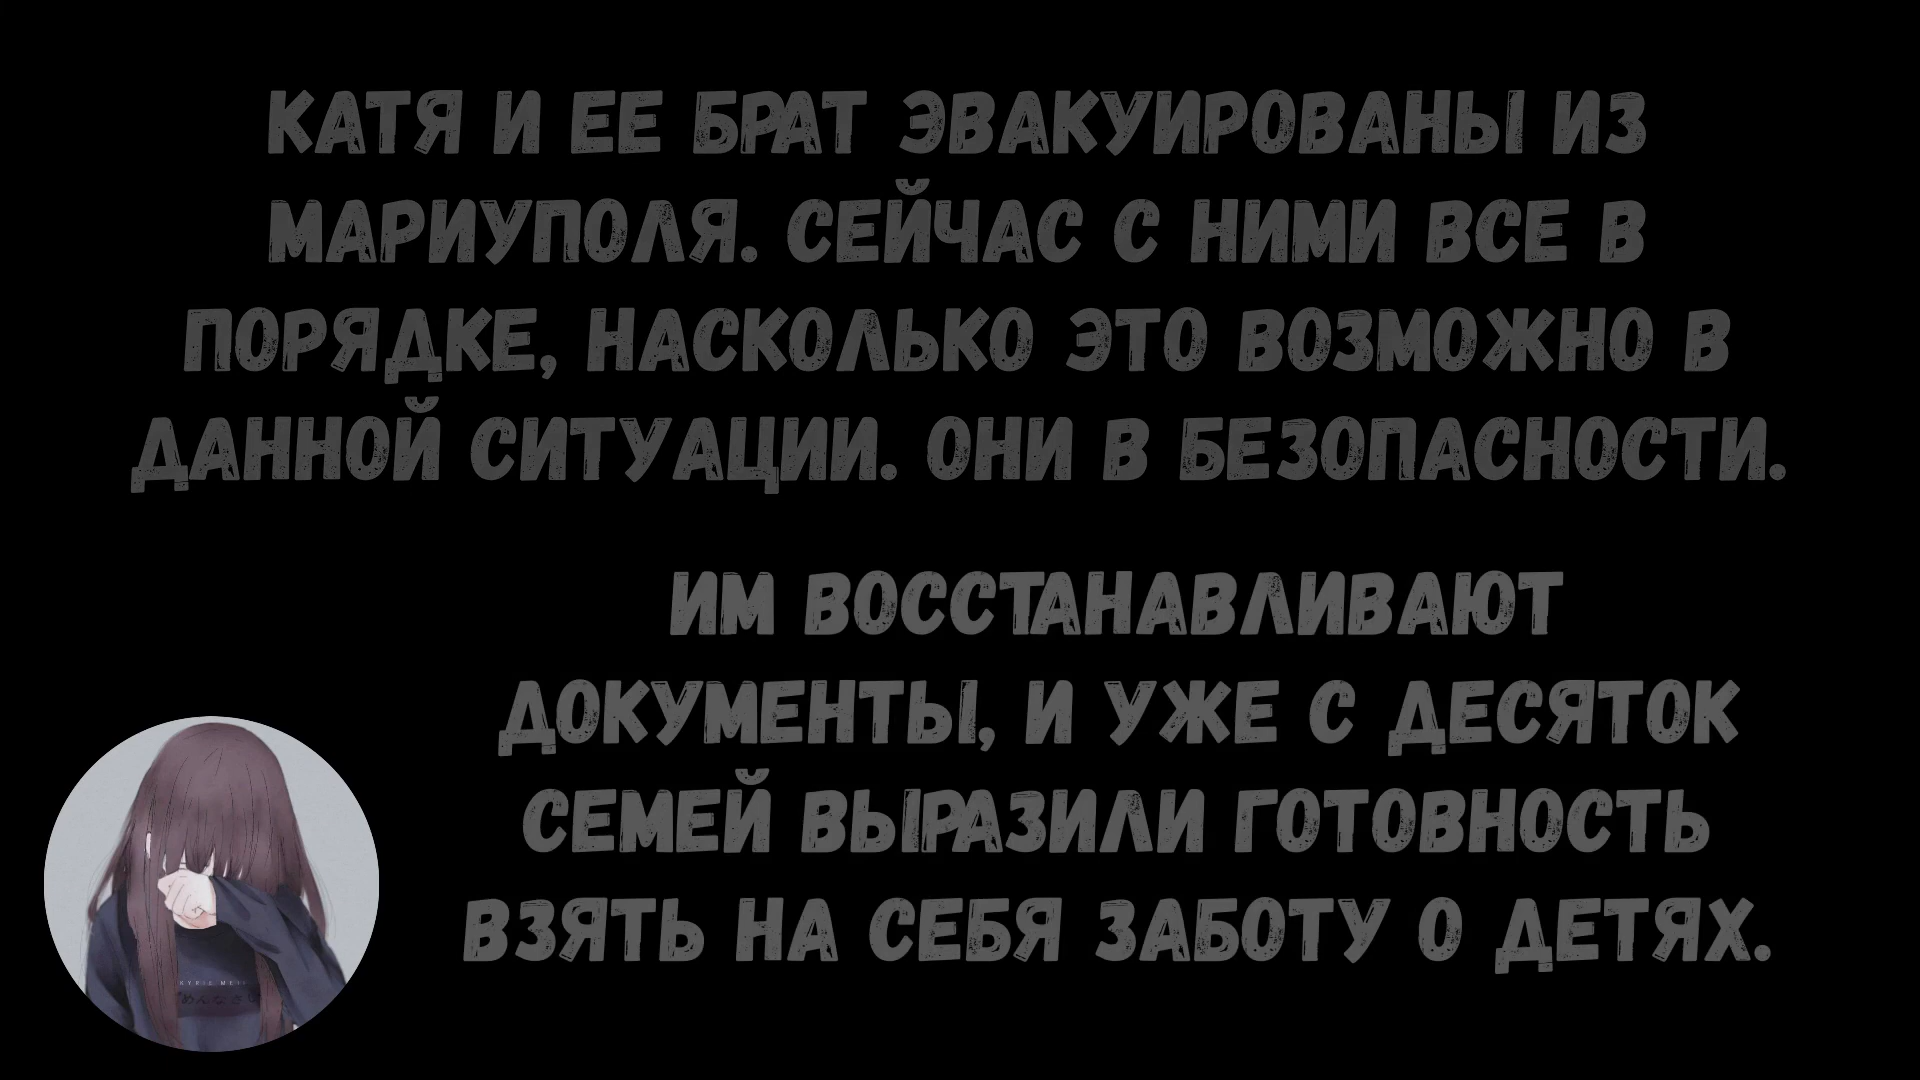 КАТЯ И ЕЕ БРАТ ЭВАКУИРОВАНЫ ИЗ
МАРИУПОЛЯ. СЕЙЧАС С НИМИ ВСЕ В
ПОРЯДКЕ, НАСКОЛЬКО ЭТО ВОЗМОЖНО В
ДАННОЙ СИТУАЦИИ. ОНИ В БЕЗОПАСНОСТИ.
ИМ ВОССТАНАВЛИВАЮТ
ДОКУМЕНТЫ, И УЖЕ С ДЕСЯТОК
СЕМЕЙ ВЫРАЗИЛИ ГОТОВНОСТЬ
ВЗЯТЬ НА СЕБЯ ЗАБОТУ О ДЕТЯХ.